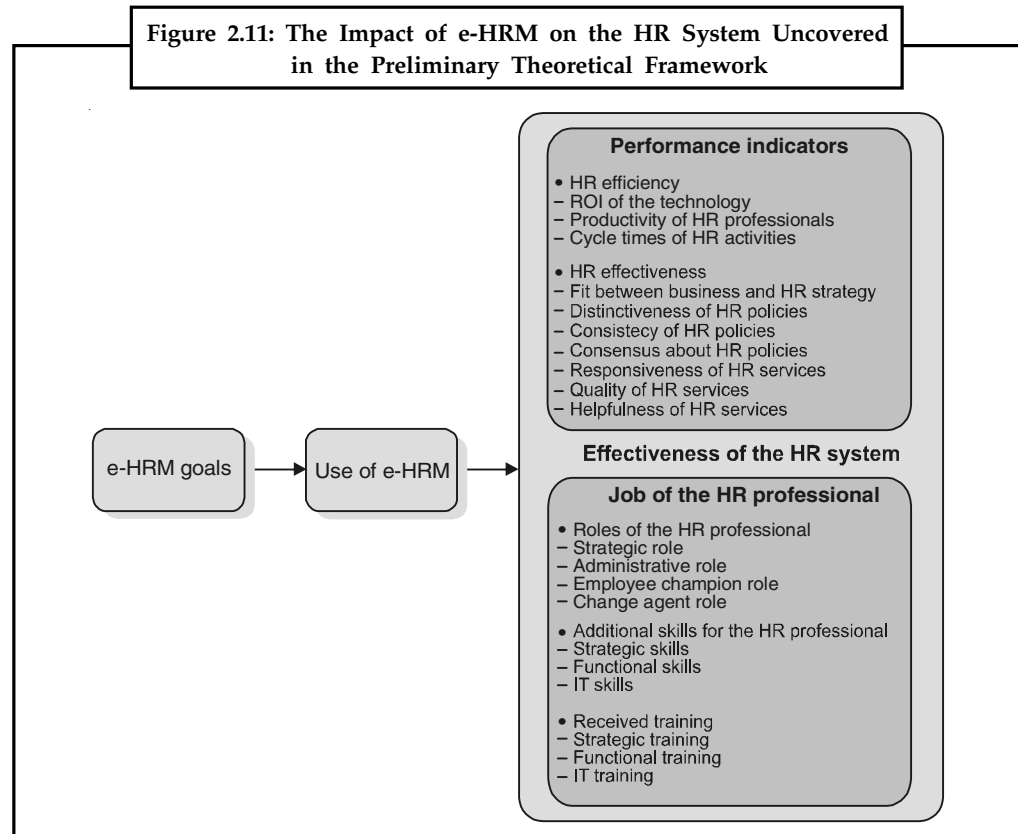 Figure 2.11: The Impact of e-HRM on the HR System Uncovered
in the Preliminary Theoretical Framework
e-HRM goals
Use of e-HRM
Performance indicators
• HR efficiency
– ROI of the technology
– Productivity of HR professionals
– Cycle times of HR activities
• HR effectiveness
– Fit between business and HR strategy
– Distinctiveness of HR policies
– Consistecy of HR policies
– Consensus about HR policies
– Responsiveness of HR services
– Quality of HR services
– Helpfulness of HR services
Effectiveness of the HR system
Job of the HR professional
• Roles of the HR professional
– Strategic role
– Administrative role
– Employee champion role
– Change agent role
• Additional skills for the HR professional
– Strategic skills
– Functional skills
– IT skills
• Received training
– Strategic training
– Functional training
– IT training